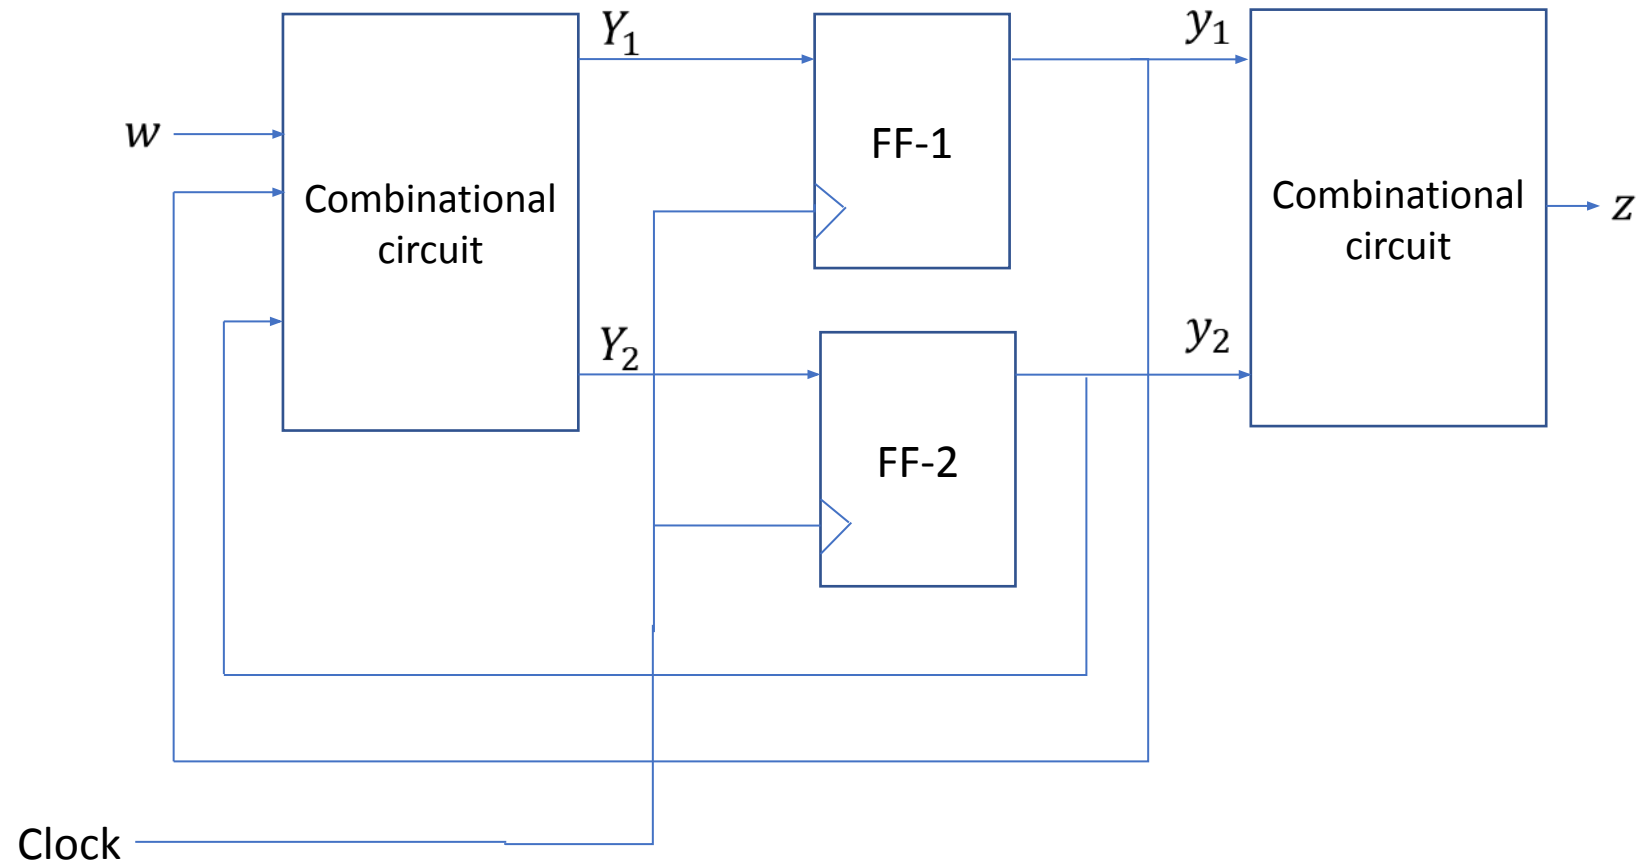 Y₁
y₁
w
FF-1
Combinational
circuit
Combinational
circuit
z
Y₂
y₂
FF-2
Clock